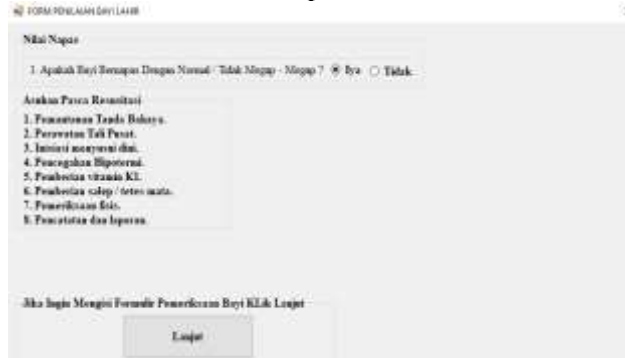 FORM PENILAIAN BAYI LAHIR
Nilai Napas
1. Apakah Bayi Bernapas Dengan Normal / Tidak Megap - Megap ? Iya Tidak
Asuhan Pasca Resusitasi
1. Pemantauan Tanda Bahaya.
2. Perawatan Tali Pusat.
3. Inisiasi menyusui dini.
4. Pencegahan Hipotermi.
5. Pemberian vitamin K1.
6. Pemberian salep / tetes mata.
7. Pemeriksaan fisis.
8. Pencatatan dan laporan.
Jika Ingin Mengisi Formulir Pemeriksaan Bayi KLik Lanjut
Lanjut